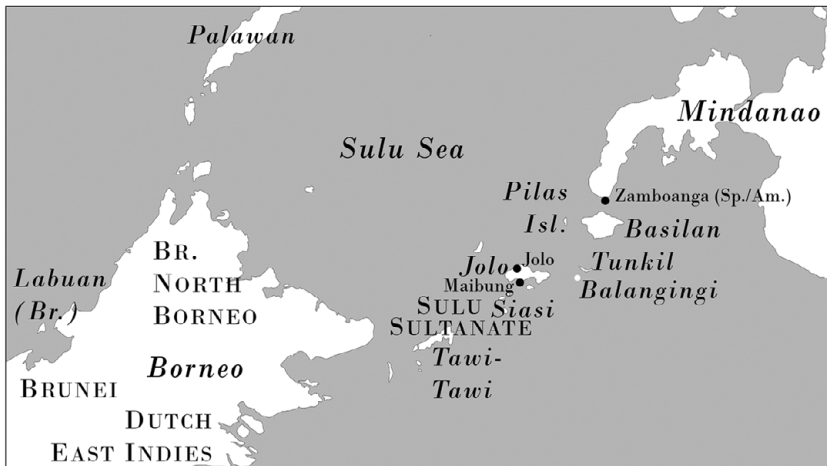 Palawan
Mindanao
Sulu Sea
Pilas
Isl.
Zamboanga (Sp./Am.)
Basilan
BR.
NORTH
BORNEO
Labuan
(Br.)
Jolo
Jolo
Tunkil
Maibung
Balangingi
SULU
SULTANATE
Siasi
Tawi-
Tawi
Borneo
BRUNEI
DUTCH
EAST INDIES